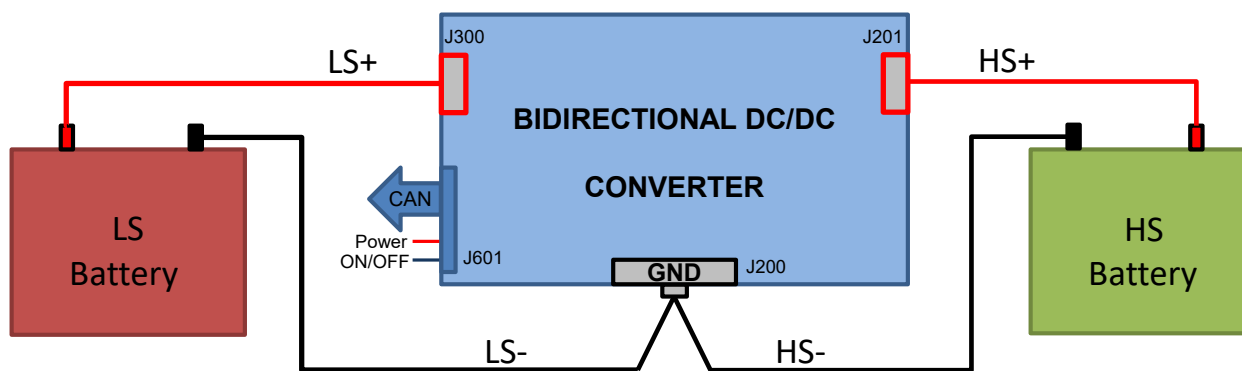 J300
J201
LS+
HS+
BIDIRECTIONAL DC/DC
CONVERTER
CAN
LS
Battery
HS
Battery
Power
ON/OFF
J601
GND
J200
LS-
HS-